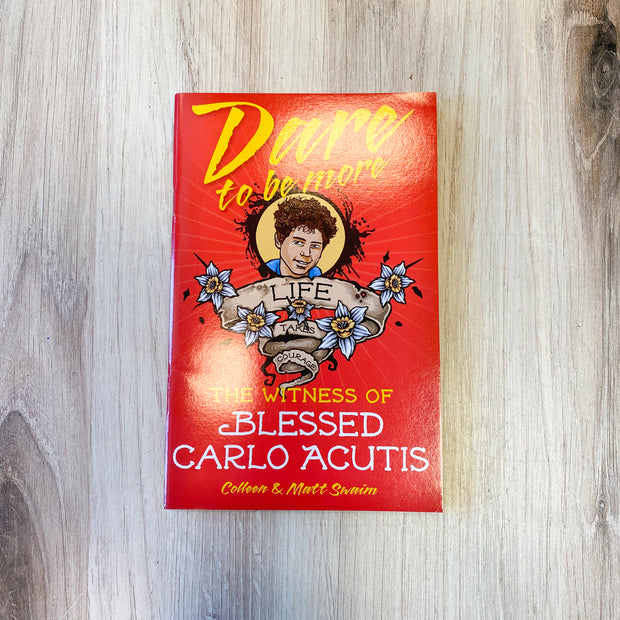 Dare
to be more
LIFE
TAKES
COURAGE
THE WITNESS OF
BLESSED
CARLO ACUTIS
Colleen & Matt Swaim